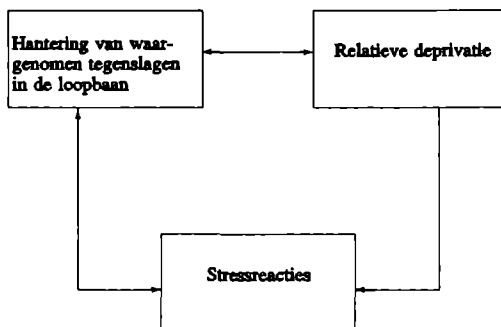 Hantering van waar-
genomen tegenslagen
in de loopbaan
Relatieve deprivatie
Stressreacties